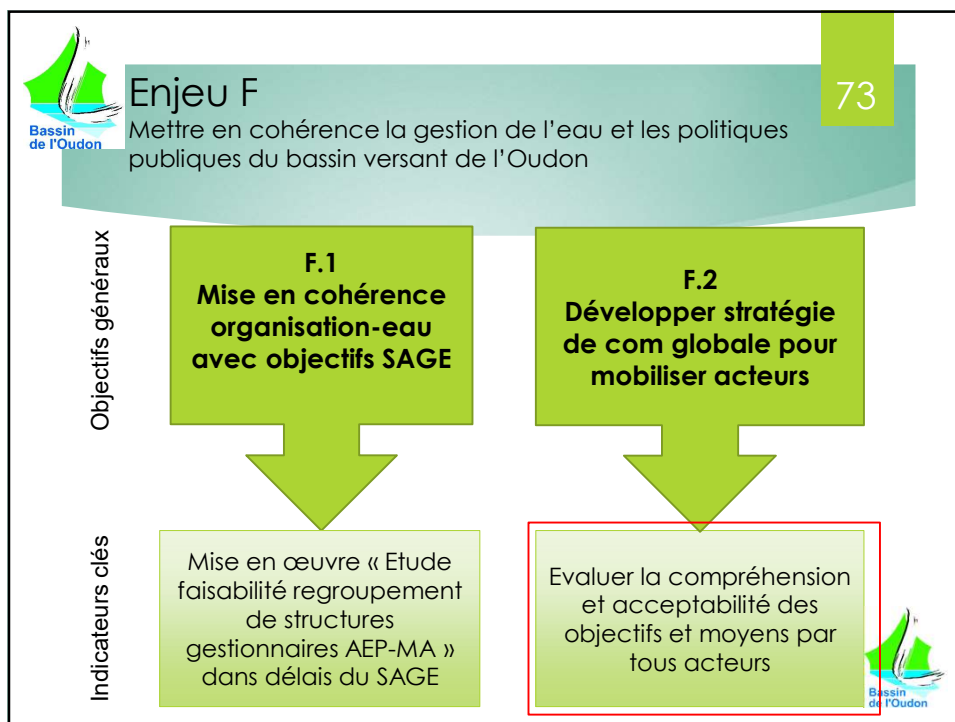 Enjeu F
73
Mettre en cohérence la gestion de l'eau et les politiques
publiques du bassin versant de l'Oudon
Bassin
de l'Oudon
Objectifs généraux
F.1
Mise en cohérence
organisation-eau
avec objectifs SAGE
F.2
Développer stratégie
de com globale pour
mobiliser acteurs
Indicateurs clés
Mise en œuvre « Etude
faisabilité regroupement
de structures
gestionnaires AEP-MA »
dans délais du SAGE
Evaluer la compréhension
et acceptabilité des
objectifs et moyens par
tous acteurs
Bassin
de l'Oudon